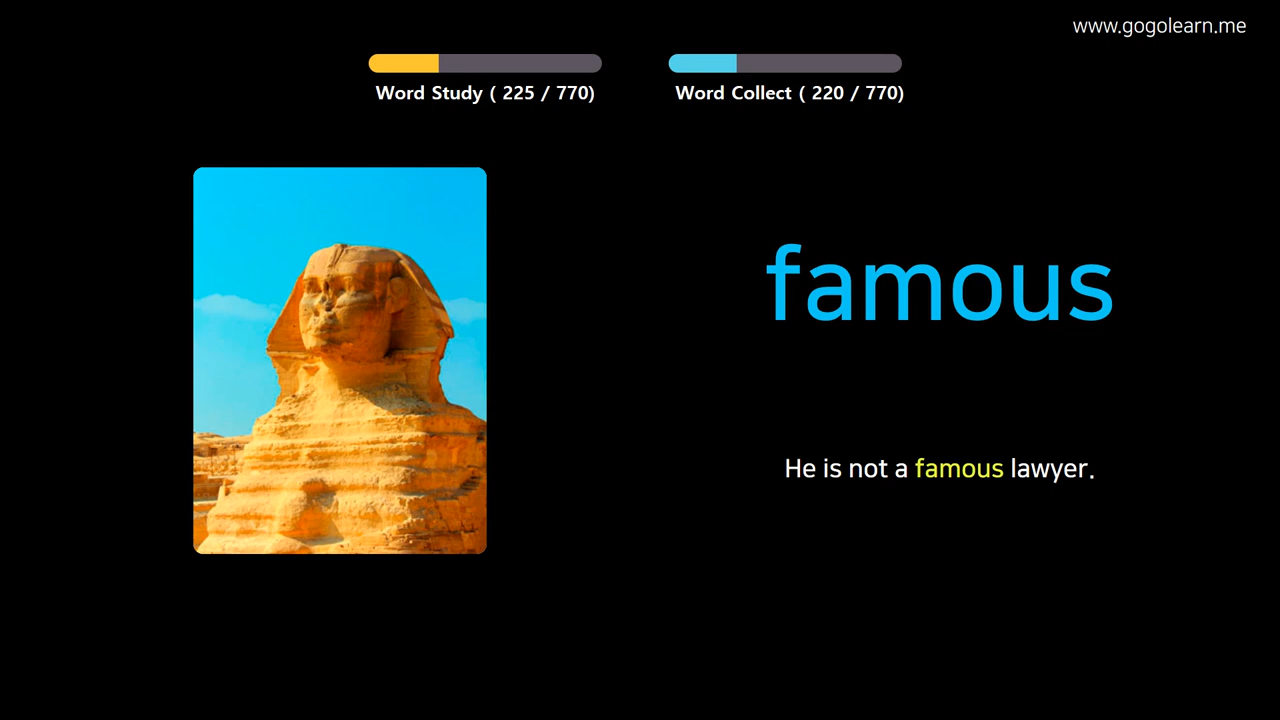 www.gogolearn.me
Word Study ( 225 / 770)
Word Collect ( 220 / 770)
famous
He is not a famous lawyer.